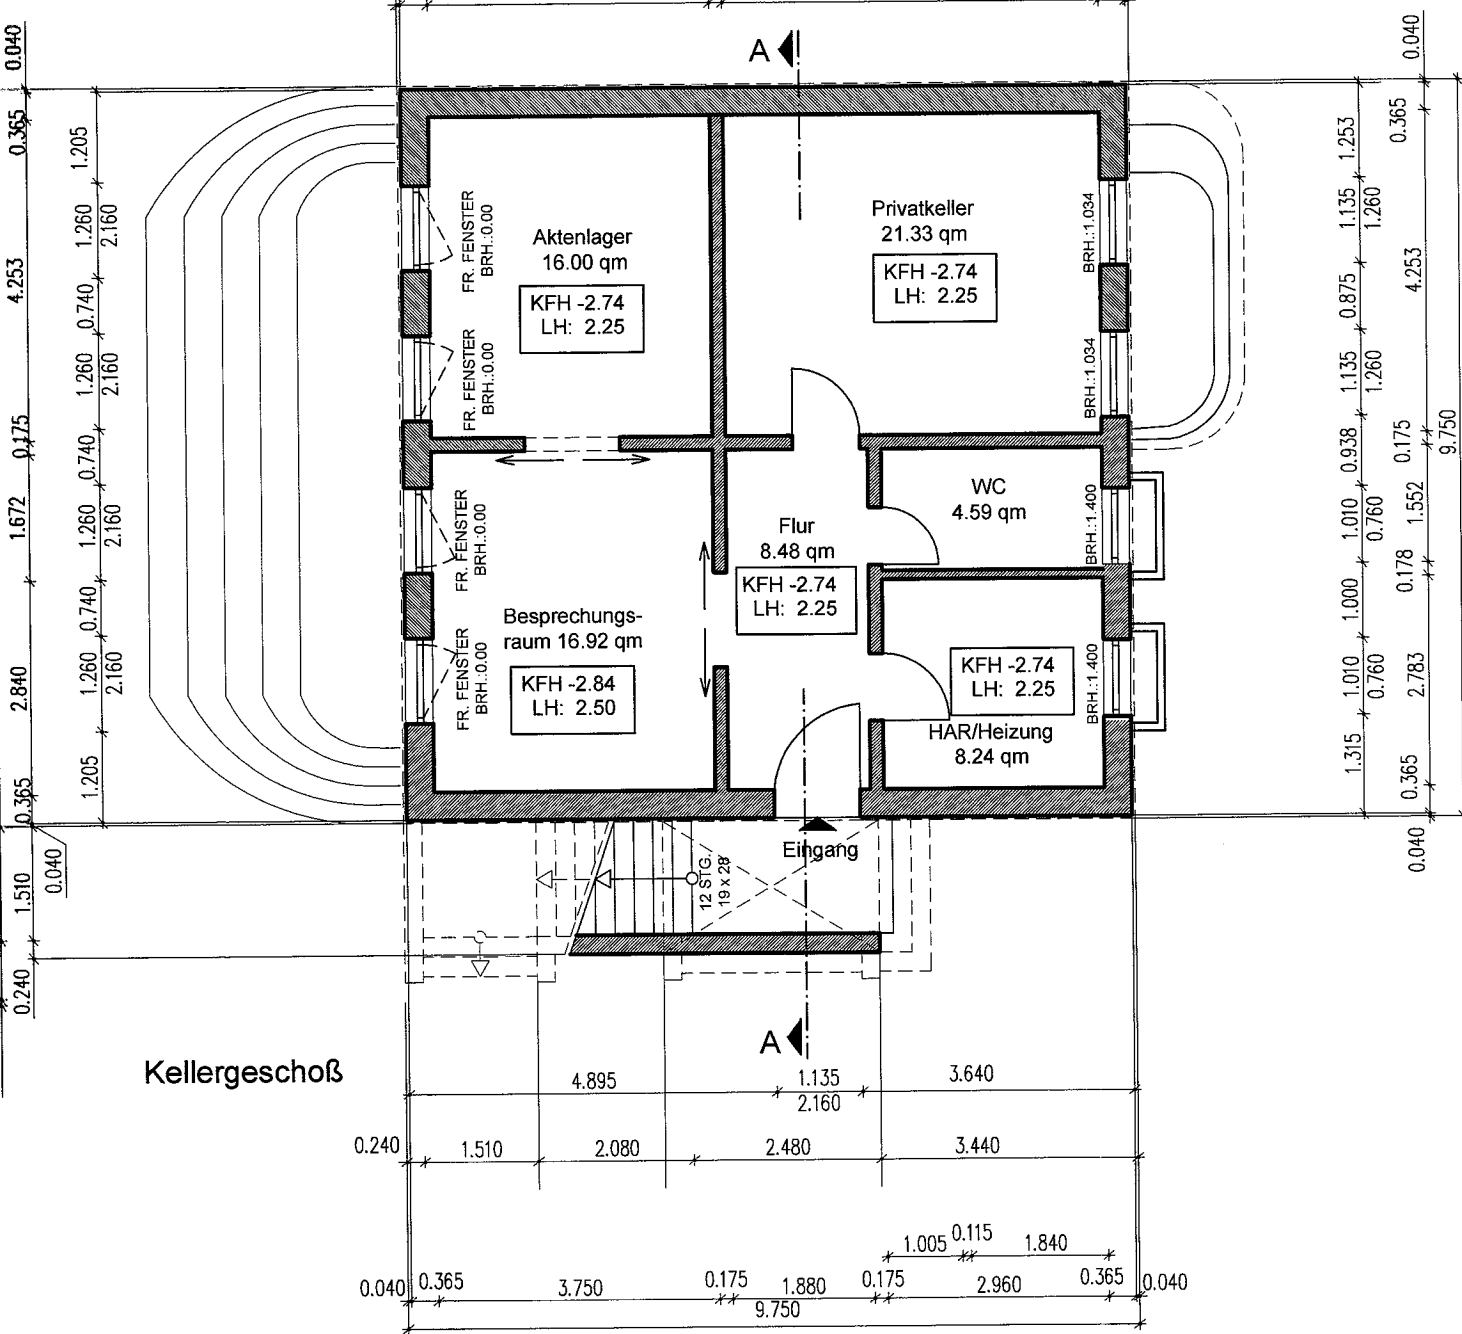 A
0.040
0.365
4.253
0.175
1.672
2.840
0.365
0.040
1.510
0.240
1.205
1.260
2.160
0.740
1.260
2.160
0.740
1.260
2.160
0.740
1.260
2.160
1.205
FR. FENSTER
BRH.:0.00
FR. FENSTER
BRH.:0.00
FR. FENSTER
BRH.:0.00
FR. FENSTER
BRH.:0.00
Aktenlager
16.00 qm
KFH -2.74
LH: 2.25
Privatkeller
21.33 qm
KFH -2.74
LH: 2.25
BRH.:1.034
BRH.:1.034
WC
4.59 qm
BRH.:1.400
Flur
8.48 qm
KFH -2.74
LH: 2.25
Besprechungs-
raum 16.92 qm
KFH -2.84
LH: 2.50
KFH -2.74
LH: 2.25
HAR/Heizung
8.24 qm
BRH.:1.400
1.253
1.135
1.260
0.875
1.135
1.260
0.938
1.010
0.760
1.000
1.010
0.760
1.315
0.040
0.365
4.253
0.175
1.552
0.178
2.783
0.365
0.040
9.750
Eingang
12 STG.
19 x 28
A
Kellergeschoß
4.895
1.135
2.160
3.640
0.240
1.510
2.080
2.480
3.440
1.005
0.115
1.840
0.040
0.365
3.750
0.175
1.880
0.175
2.960
0.365
0.040
9.750